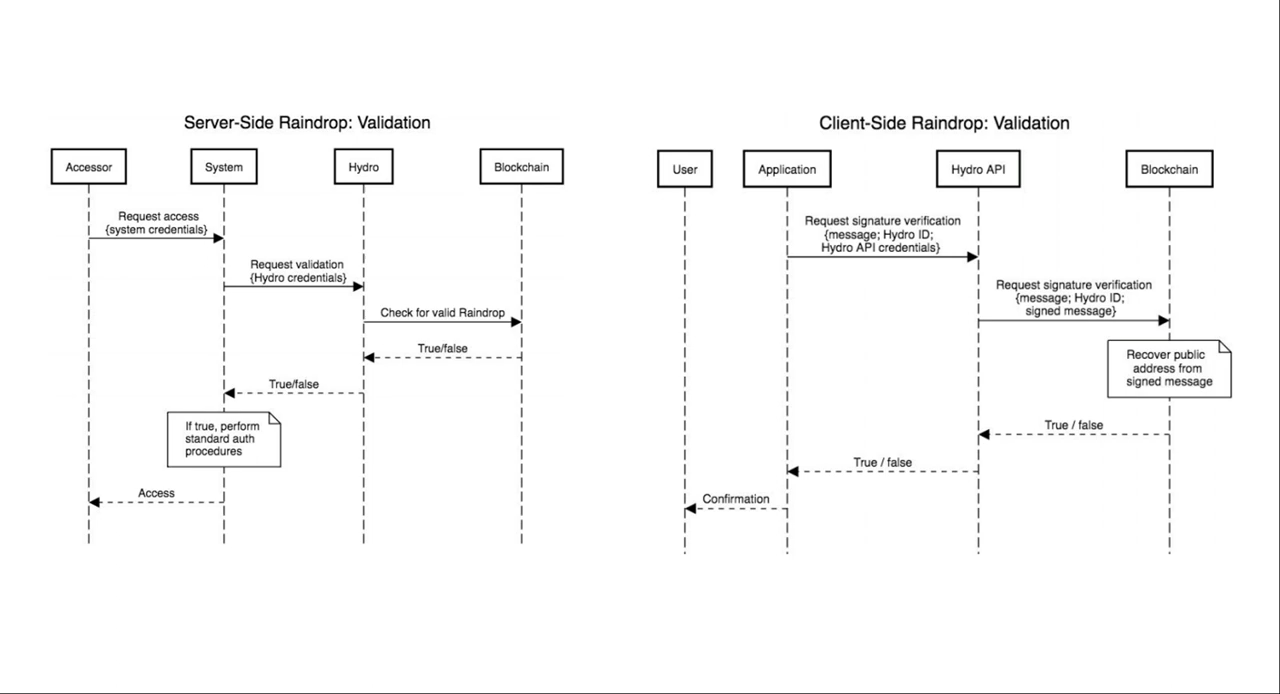 Server-Side Raindrop: Validation
Accessor
System
Hydro
Blockchain
Request access
{system credentials}
Request validation
{Hydro credentials}
Check for valid Raindrop
True/false
True/false
If true, perform
standard auth
procedures
Access
Client-Side Raindrop: Validation
User
Application
Hydro API
Blockchain
Request signature verification
{message; Hydro ID;
Hydro API credentials}
Request signature verification
{message; Hydro ID;
signed message}
Recover public
address from
signed message
True / false
True / false
Confirmation